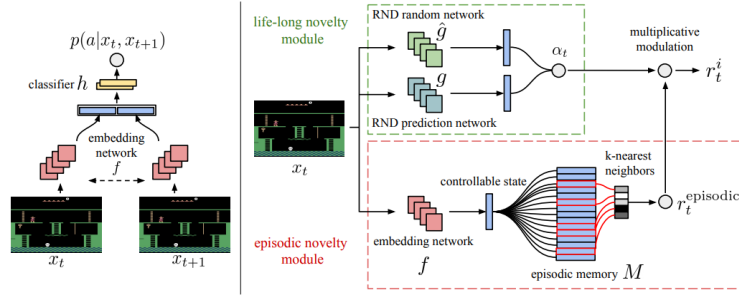 p(a|x_t, x_{t+1})
classifier h
embedding
network
f
x_t
x_{t+1}
life-long novelty
module
RND random network
ĝ
g
RND prediction network
α_t
multiplicative
modulation
r_t^i
x_t
episodic novelty
module
embedding network
f
controllable state
k-nearest
neighbors
r_t^{episodic}
episodic memory M